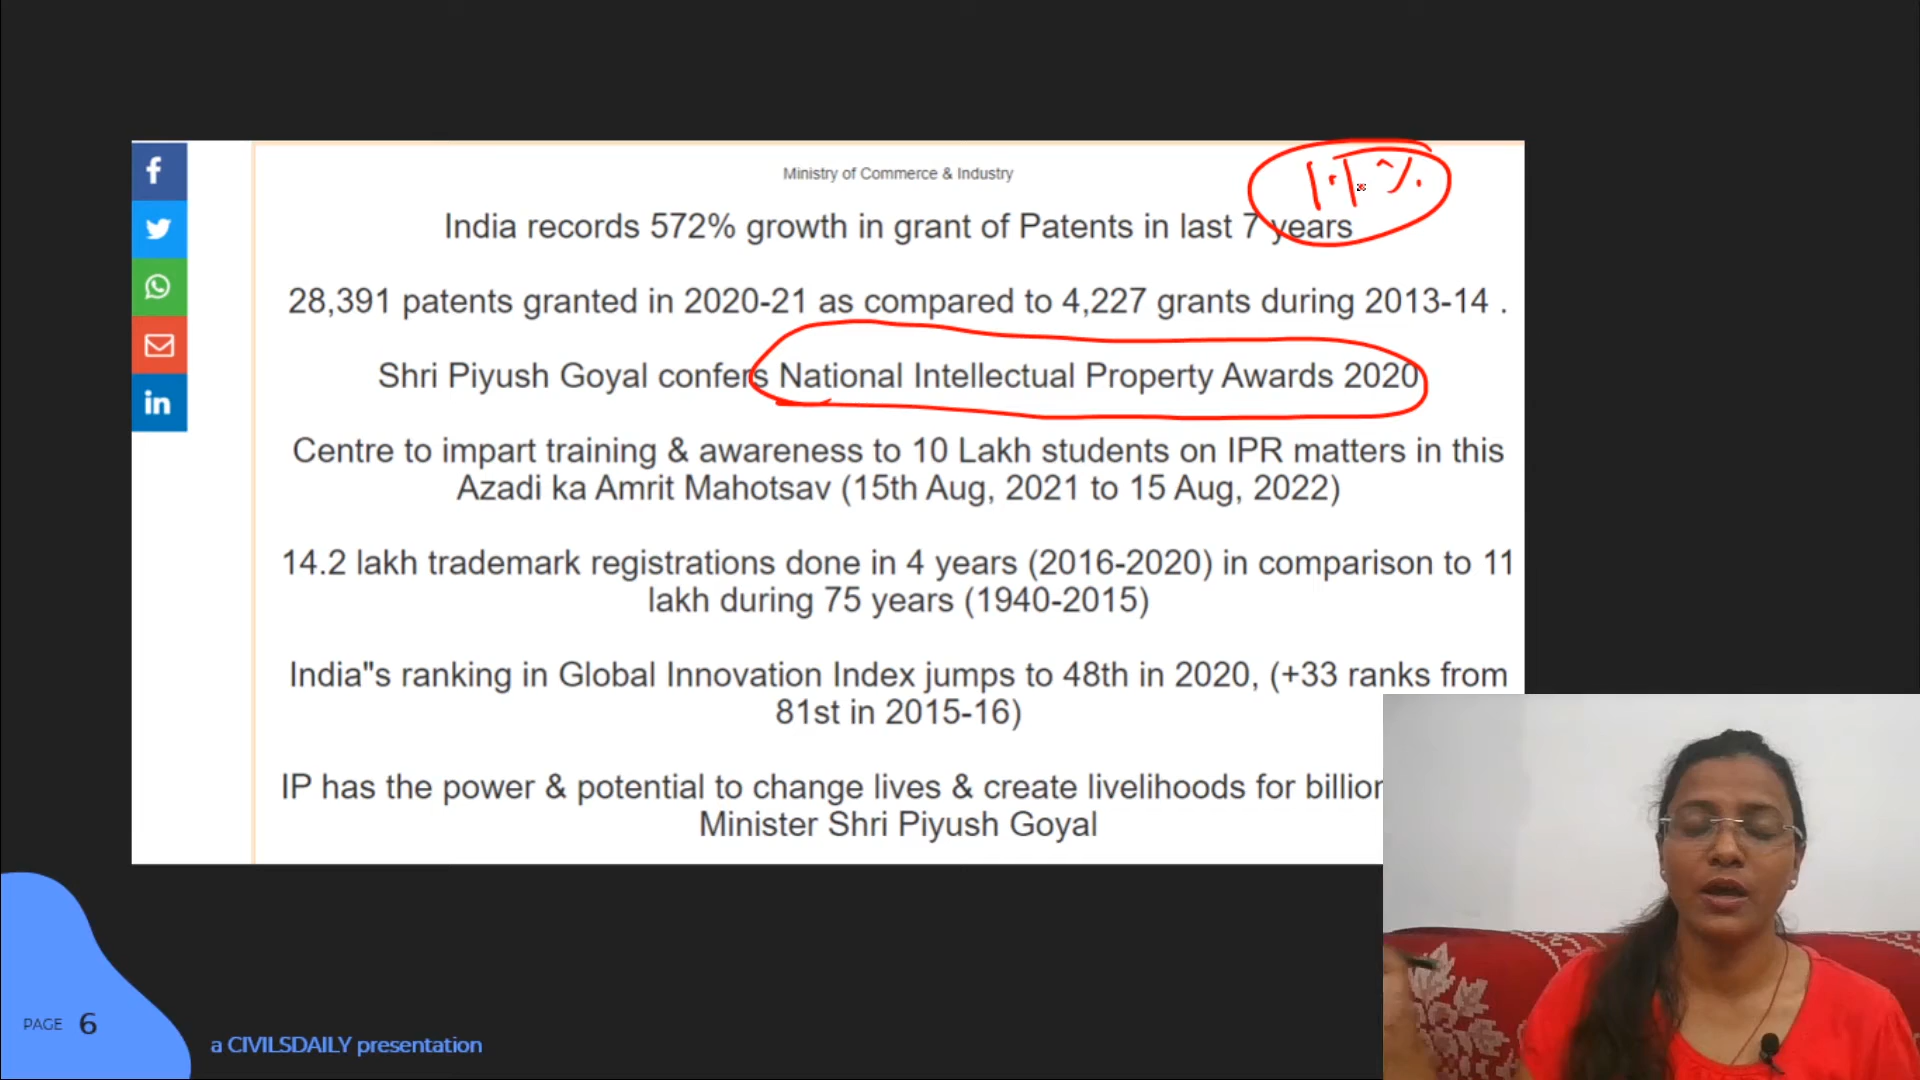 Ministry of Commerce & Industry
India records 572% growth in grant of Patents in last 7 years
28,391 patents granted in 2020-21 as compared to 4,227 grants during 2013-14 .
Shri Piyush Goyal confers National Intellectual Property Awards 2020
Centre to impart training & awareness to 10 Lakh students on IPR matters in this
Azadi ka Amrit Mahotsav (15th Aug, 2021 to 15 Aug, 2022)
14.2 lakh trademark registrations done in 4 years (2016-2020) in comparison to 11
lakh during 75 years (1940-2015)
India"s ranking in Global Innovation Index jumps to 48th in 2020, (+33 ranks from
81st in 2015-16)
IP has the power & potential to change lives & create livelihoods for
Minister Shri Piyush Goyal
PAGE 6
a CIVILSDAILY presentation